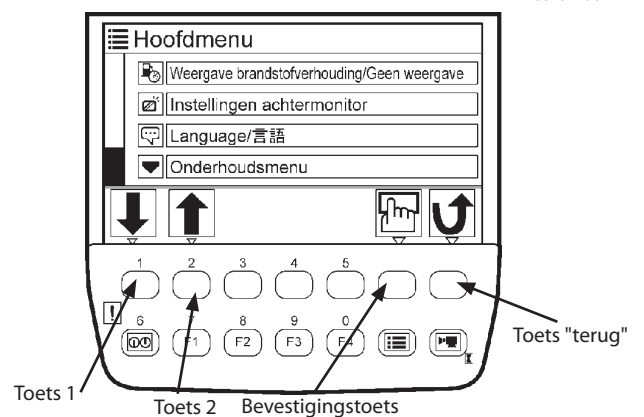 Hoofdmenu
Weergave brandstofverhouding/Geen weergave
Instellingen achtermonitor
Language/言語
Onderhoudsmenu
1 2 3 4 5
6 7 8 9 0
F1 F2 F3 F4
Toets "terug"
Toets 1
Toets 2
Bevestigingstoets